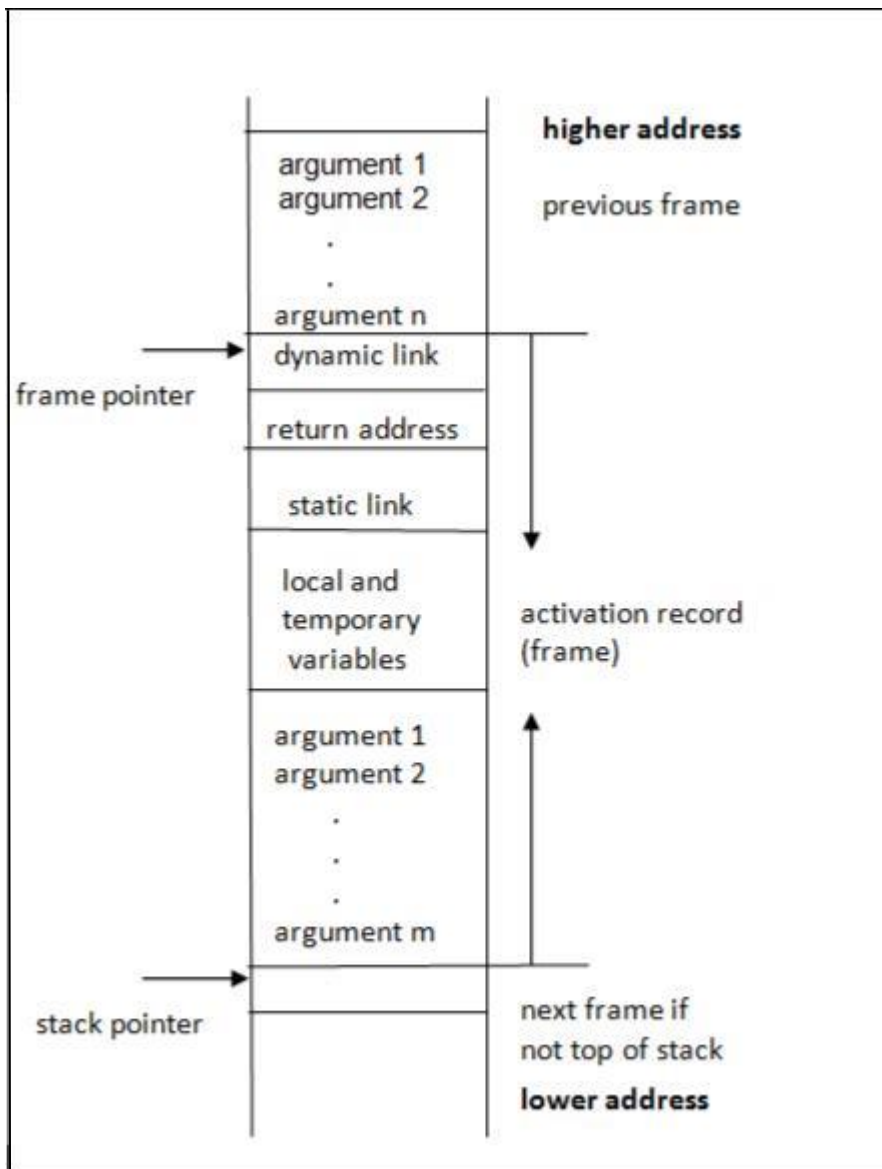 higher address
argument 1
argument 2
previous frame
.
.
argument n
dynamic link
frame pointer
return address
static link
local and
temporary
variables
activation record
(frame)
argument 1
argument 2
.
.
.
argument m
stack pointer
next frame if
not top of stack
lower address